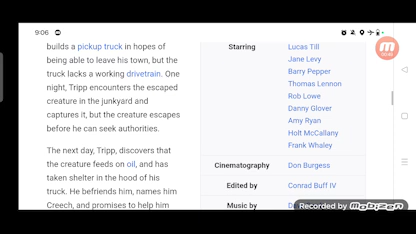 9:06
builds a pickup truck in hopes of
being able to leave his town, but the
truck lacks a working drivetrain. One
night, Tripp encounters the escaped
creature in the junkyard and
captures it, but the creature escapes
before he can seek authorities.
The next day, Tripp discovers that
the creature feeds on oil, and has
taken shelter in the hood of his
truck. He befriends him, names him
Creech, and promises to help him
Starring
Lucas Till
Jane Levy
Barry Pepper
Thomas Lennon
Rob Lowe
Danny Glover
Amy Ryan
Holt McCallany
Frank Whaley
Cinematography
Don Burgess
Edited by
Conrad Buff IV
Music by
Recorded by Mobizen